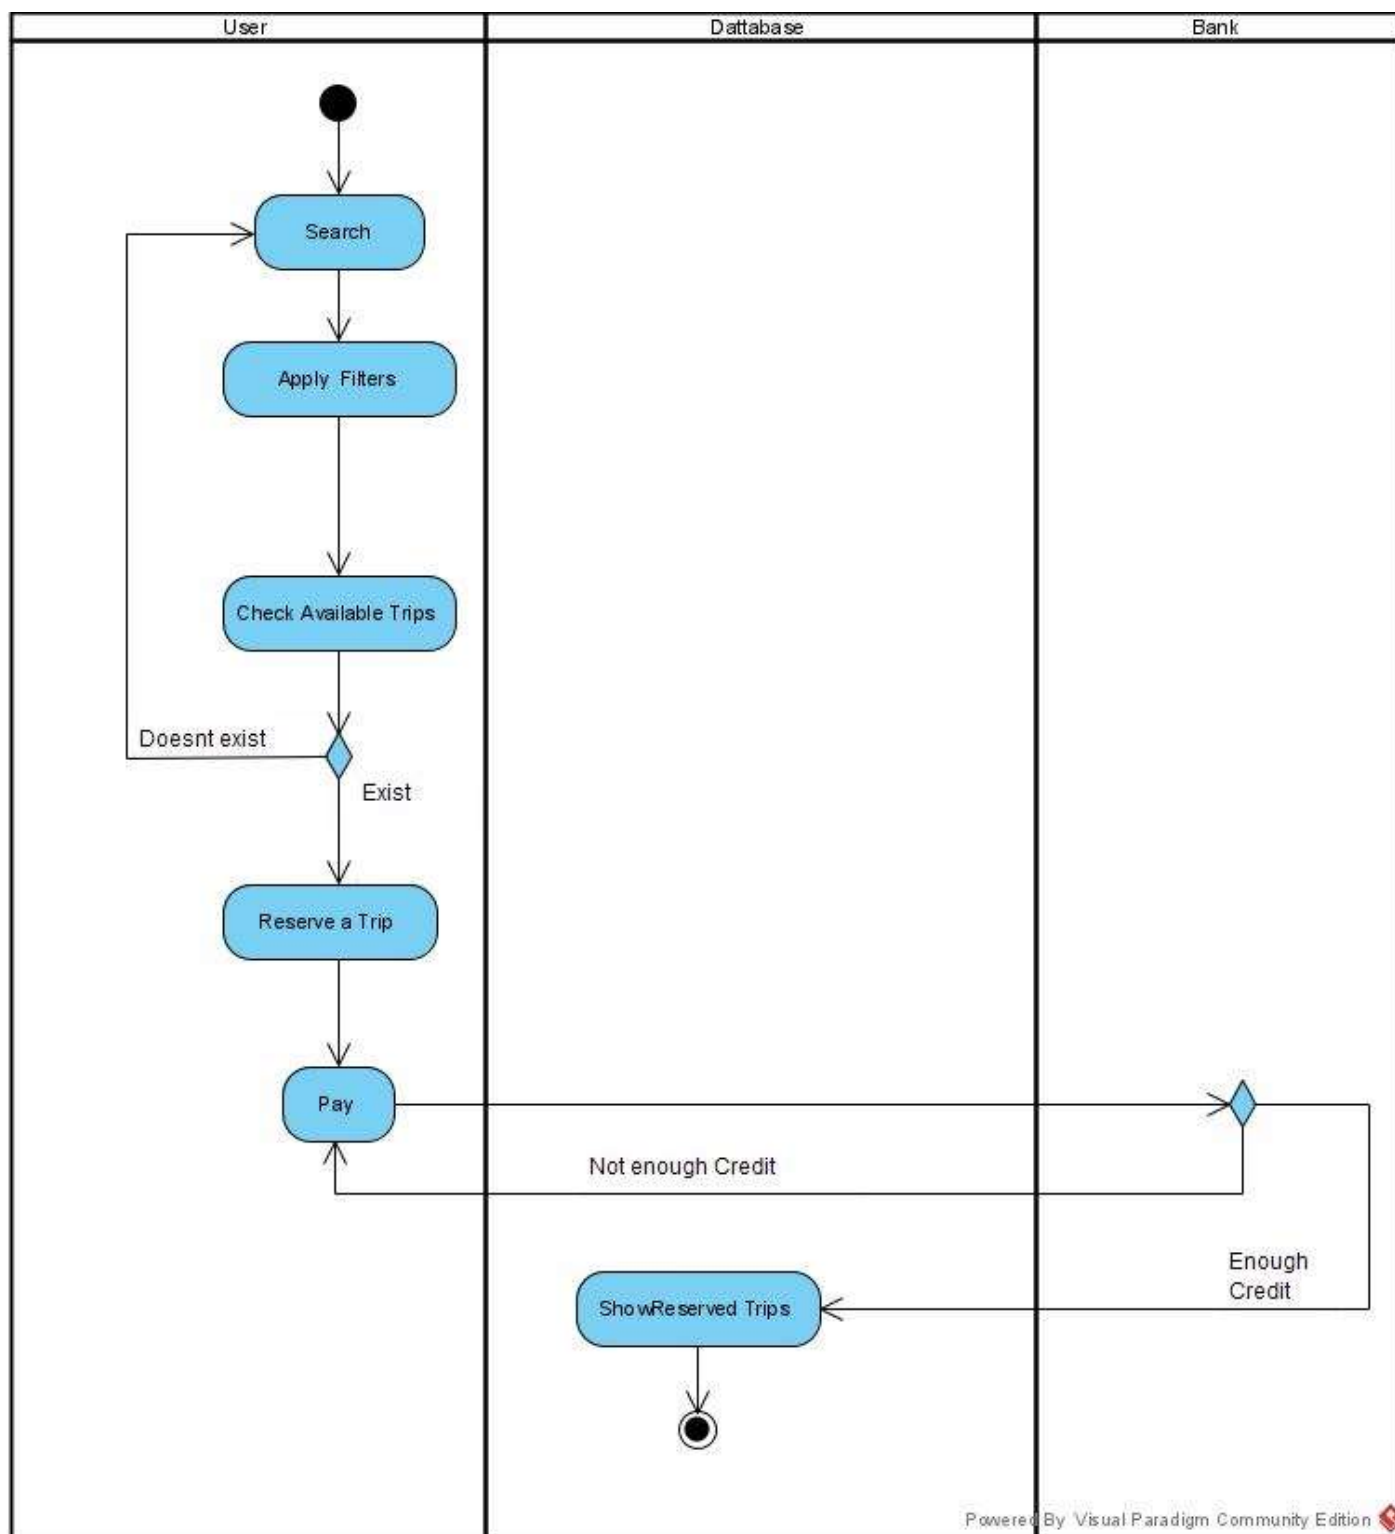 User
Dattabase
Bank
Search
Apply Filters
Check Available Trips
Doesnt exist
Exist
Reserve a Trip
Pay
Not enough Credit
Enough
Credit
ShowReserved Trips
Powered By Visual Paradigm Community Edition